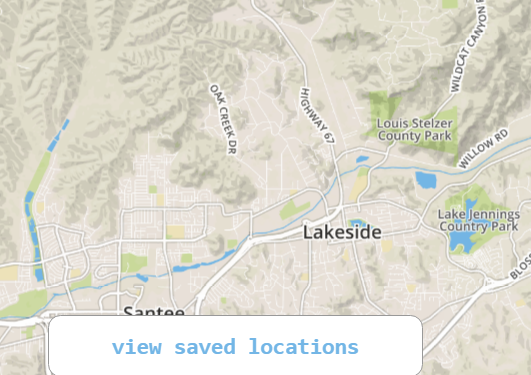 WILDCAT CANYON R
OAK CREEK DR
HIGHWAY 67
Louis Stelzer
County Park
WILLOW RD
Lake Jennings
Country Park
Lakeside
BLOSS
Santee
view saved locations